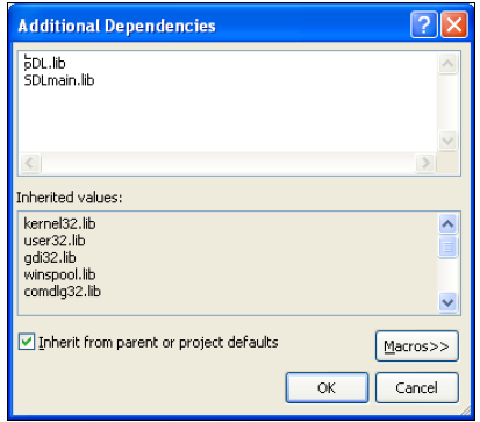 Additional Dependencies
SDL.lib
SDLmain.lib
Inherited values:
kernel32.lib
user32.lib
gdi32.lib
winspool.lib
comdlg32.lib
Inherit from parent or project defaults
Macros>>
OK
Cancel